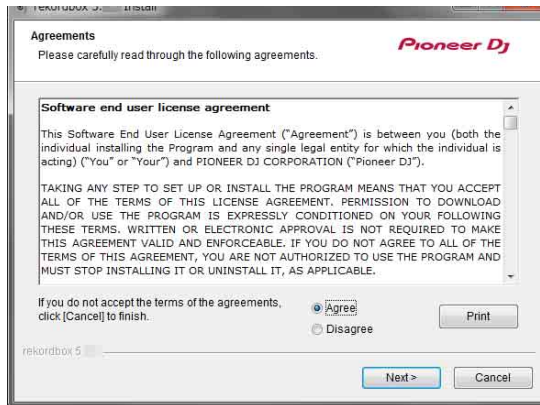 rekordbox 5. Install
Agreements
Please carefully read through the following agreements.
Pioneer Dj
Software end user license agreement
This Software End User License Agreement (“Agreement”) is between you (both the
individual installing the Program and any single legal entity for which the individual is
acting) (“You” or “Your”) and PIONEER DJ CORPORATION (“Pioneer DJ”).
TAKING ANY STEP TO SET UP OR INSTALL THE PROGRAM MEANS THAT YOU ACCEPT
ALL OF THE TERMS OF THIS LICENSE AGREEMENT. PERMISSION TO DOWNLOAD
AND/OR USE THE PROGRAM IS EXPRESSLY CONDITIONED ON YOUR FOLLOWING
THESE TERMS. WRITTEN OR ELECTRONIC APPROVAL IS NOT REQUIRED TO MAKE
THIS AGREEMENT VALID AND ENFORCEABLE. IF YOU DO NOT AGREE TO ALL OF THE
TERMS OF THIS AGREEMENT, YOU ARE NOT AUTHORIZED TO USE THE PROGRAM AND
MUST STOP INSTALLING IT OR UNINSTALL IT, AS APPLICABLE.
If you do not accept the terms of the agreements,
click [Cancel] to finish.
Agree
Disagree
Print
rekordbox 5
Next >
Cancel